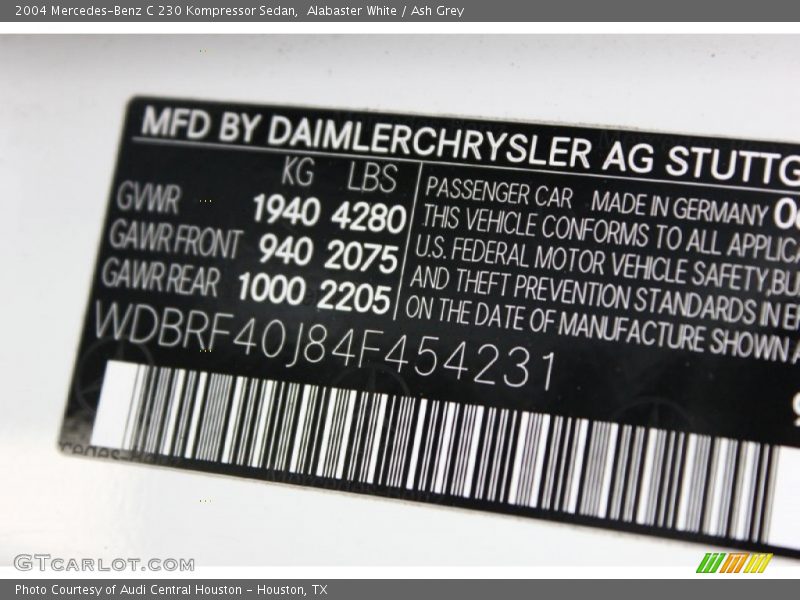 2004 Mercedes-Benz C 230 Kompressor Sedan,  Alabaster White / Ash Grey
MFD BY DAIMLERCHRYSLER AG STUTTG
KG LBS
GVWR 1940 4280
GAWR FRONT 940 2075
GAWR REAR 1000 2205
PASSENGER CAR MADE IN GERMANY
THIS VEHICLE CONFORMS TO ALL APPLICA
U.S. FEDERAL MOTOR VEHICLE SAFETY, BU
AND THEFT PREVENTION STANDARDS IN EF
ON THE DATE OF MANUFACTURE SHOWN A
WDBRF40J84F454231
GTCARLOT.COM
Photo Courtesy of Audi Central Houston - Houston, TX